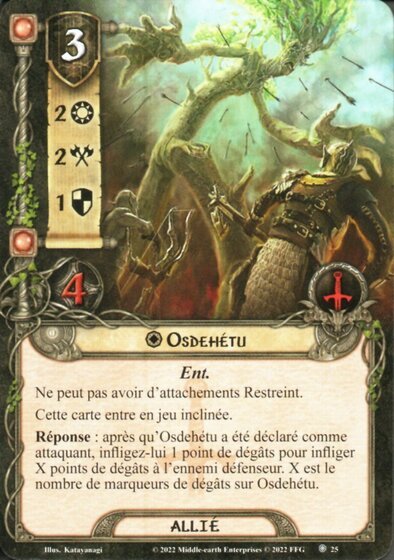 3
2
2
1
4
Osdehétu
Ent.
Ne peut pas avoir d'attachements Restreint.
Cette carte entre en jeu inclinée.
Réponse : après qu'Osdehétu a été déclaré comme
attaquant, infligez-lui 1 point de dégâts pour infliger
X points de dégâts à l'ennemi défenseur. X est le
nombre de marqueurs de dégâts sur Osdehétu.
ALLIÉ
Illus. Katayanagi © 2022 Middle-earth Enterprises © 2022 FFG 25